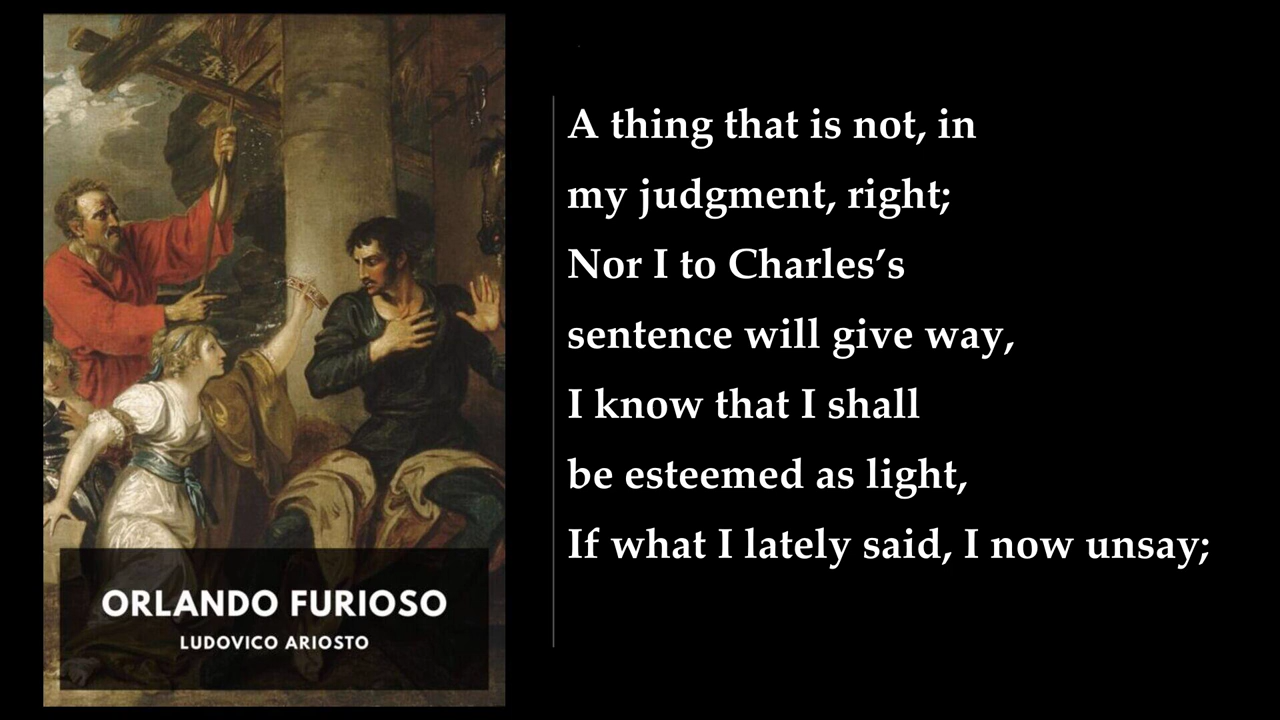 ORLANDO FURIOSO
LUDOVICO ARIOSTO
A thing that is not, in
my judgment, right;
Nor I to Charles’s
sentence will give way,
I know that I shall
be esteemed as light,
If what I lately said, I now unsay;